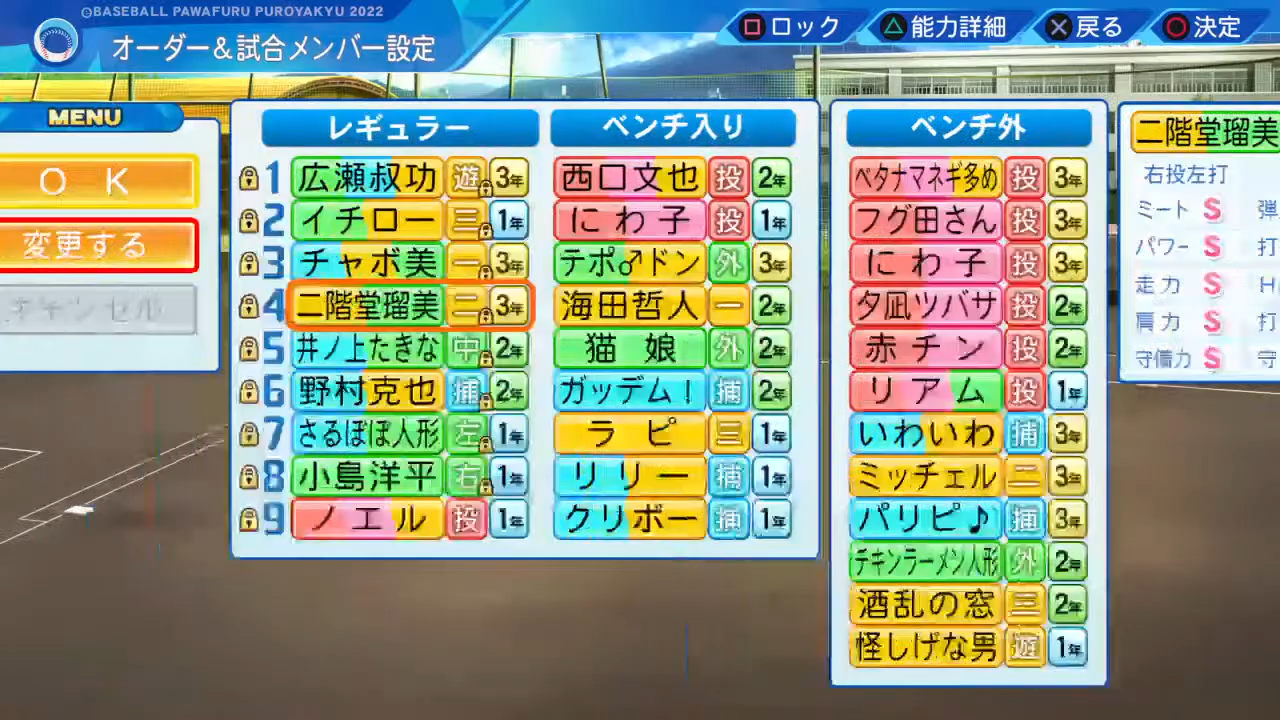 ©BASEBALL PAWAFURU PUROYAKYU 2022
オーダー&試合メンバー設定
ロック 能力詳細 戻る 決定
MENU
OK
変更する
キャンセル
レギュラー
1 広瀬叔功 遊 3年
2 イチロー 三 1年
3 チャボ美 一 3年
4 二階堂瑠美 二 3年
5 井ノ上たきな 中 2年
6 野村克也 捕 2年
7 さるぼぼ人形 左 1年
8 小島洋平 右 1年
9 ノエル 投 1年
ベンチ入り
西口文也 投 2年
にわ子 投 1年
テポ♂ドン 外 3年
海田哲人 一 2年
猫娘 外 2年
ガッデム! 捕 2年
ラピ 三 1年
リリー 捕 1年
クリボー 捕 1年
ベンチ外
ベタナマネギ多め 投 3年
フグ田さん 投 3年
にわ子 投 3年
夕凪ツバサ 投 2年
赤チン 投 2年
リアム 投 1年
いわいわ 捕 3年
ミッチェル 二 3年
パリピ♪ 捕 3年
チキンラーメン人形 外 2年
酒乱の窓 三 2年
怪しげな男 遊 1年
二階堂瑠美
右投左打
ミート S 弾
パワー S 打
走力 S
肩力 S 打
守備力 S 守